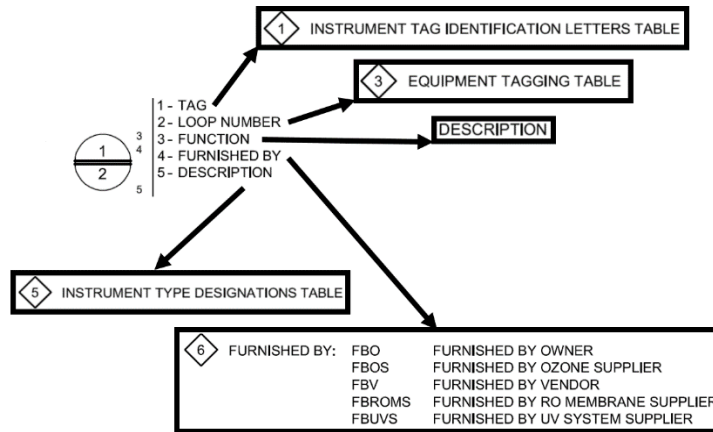 1 INSTRUMENT TAG IDENTIFICATION LETTERS TABLE
3 EQUIPMENT TAGGING TABLE
1 - TAG
2 - LOOP NUMBER
3 - FUNCTION
4 - FURNISHED BY
5 - DESCRIPTION
DESCRIPTION
1
2
3
4
5
5 INSTRUMENT TYPE DESIGNATIONS TABLE
6 FURNISHED BY: FBO FURNISHED BY OWNER
FBOS FURNISHED BY OZONE SUPPLIER
FBV FURNISHED BY VENDOR
FBROMS FURNISHED BY RO MEMBRANE SUPPLIER
FBUVS FURNISHED BY UV SYSTEM SUPPLIER